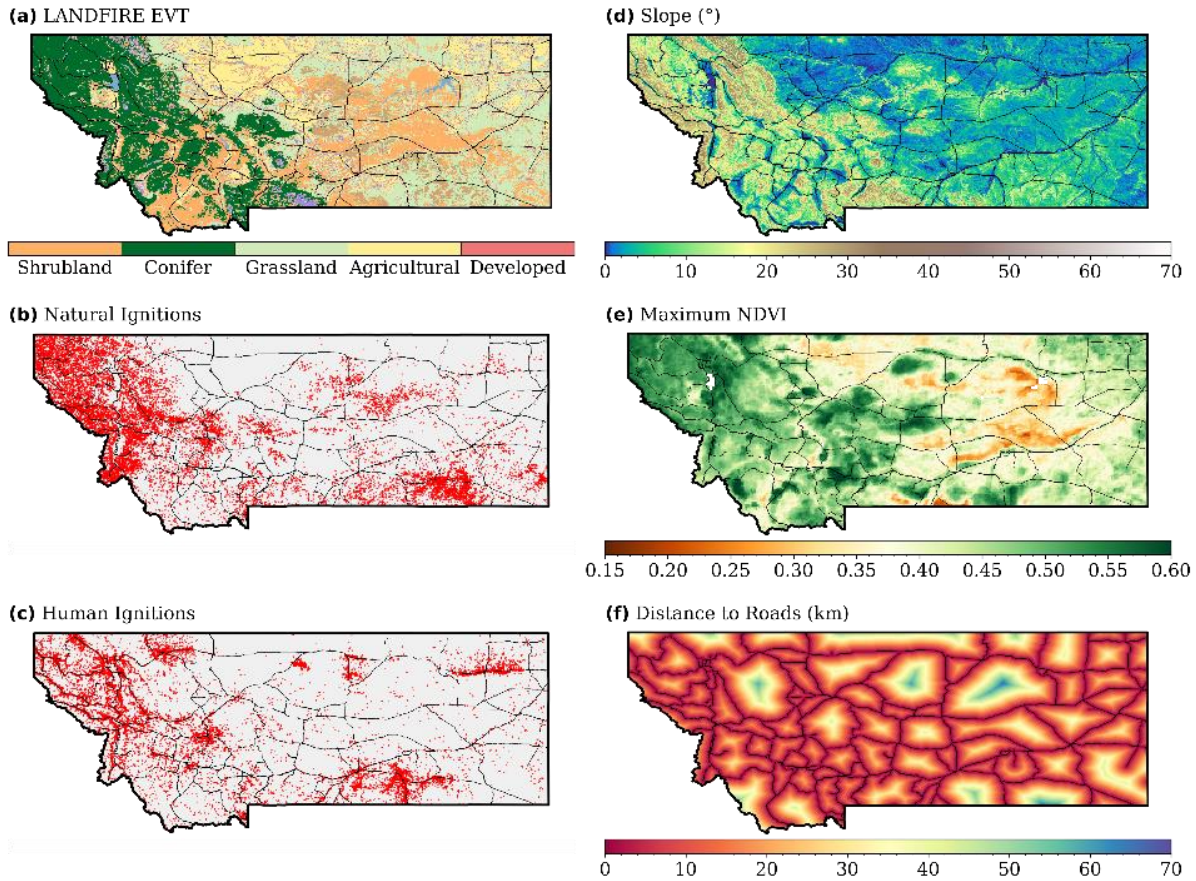 (a) LANDFIRE EVT
Shrubland Conifer Grassland Agricultural Developed
(b) Natural Ignitions
(c) Human Ignitions
(d) Slope (°)
0 10 20 30 40 50 60 70
(e) Maximum NDVI
0.15 0.20 0.25 0.30 0.35 0.40 0.45 0.50 0.55 0.60
(f) Distance to Roads (km)
0 10 20 30 40 50 60 70